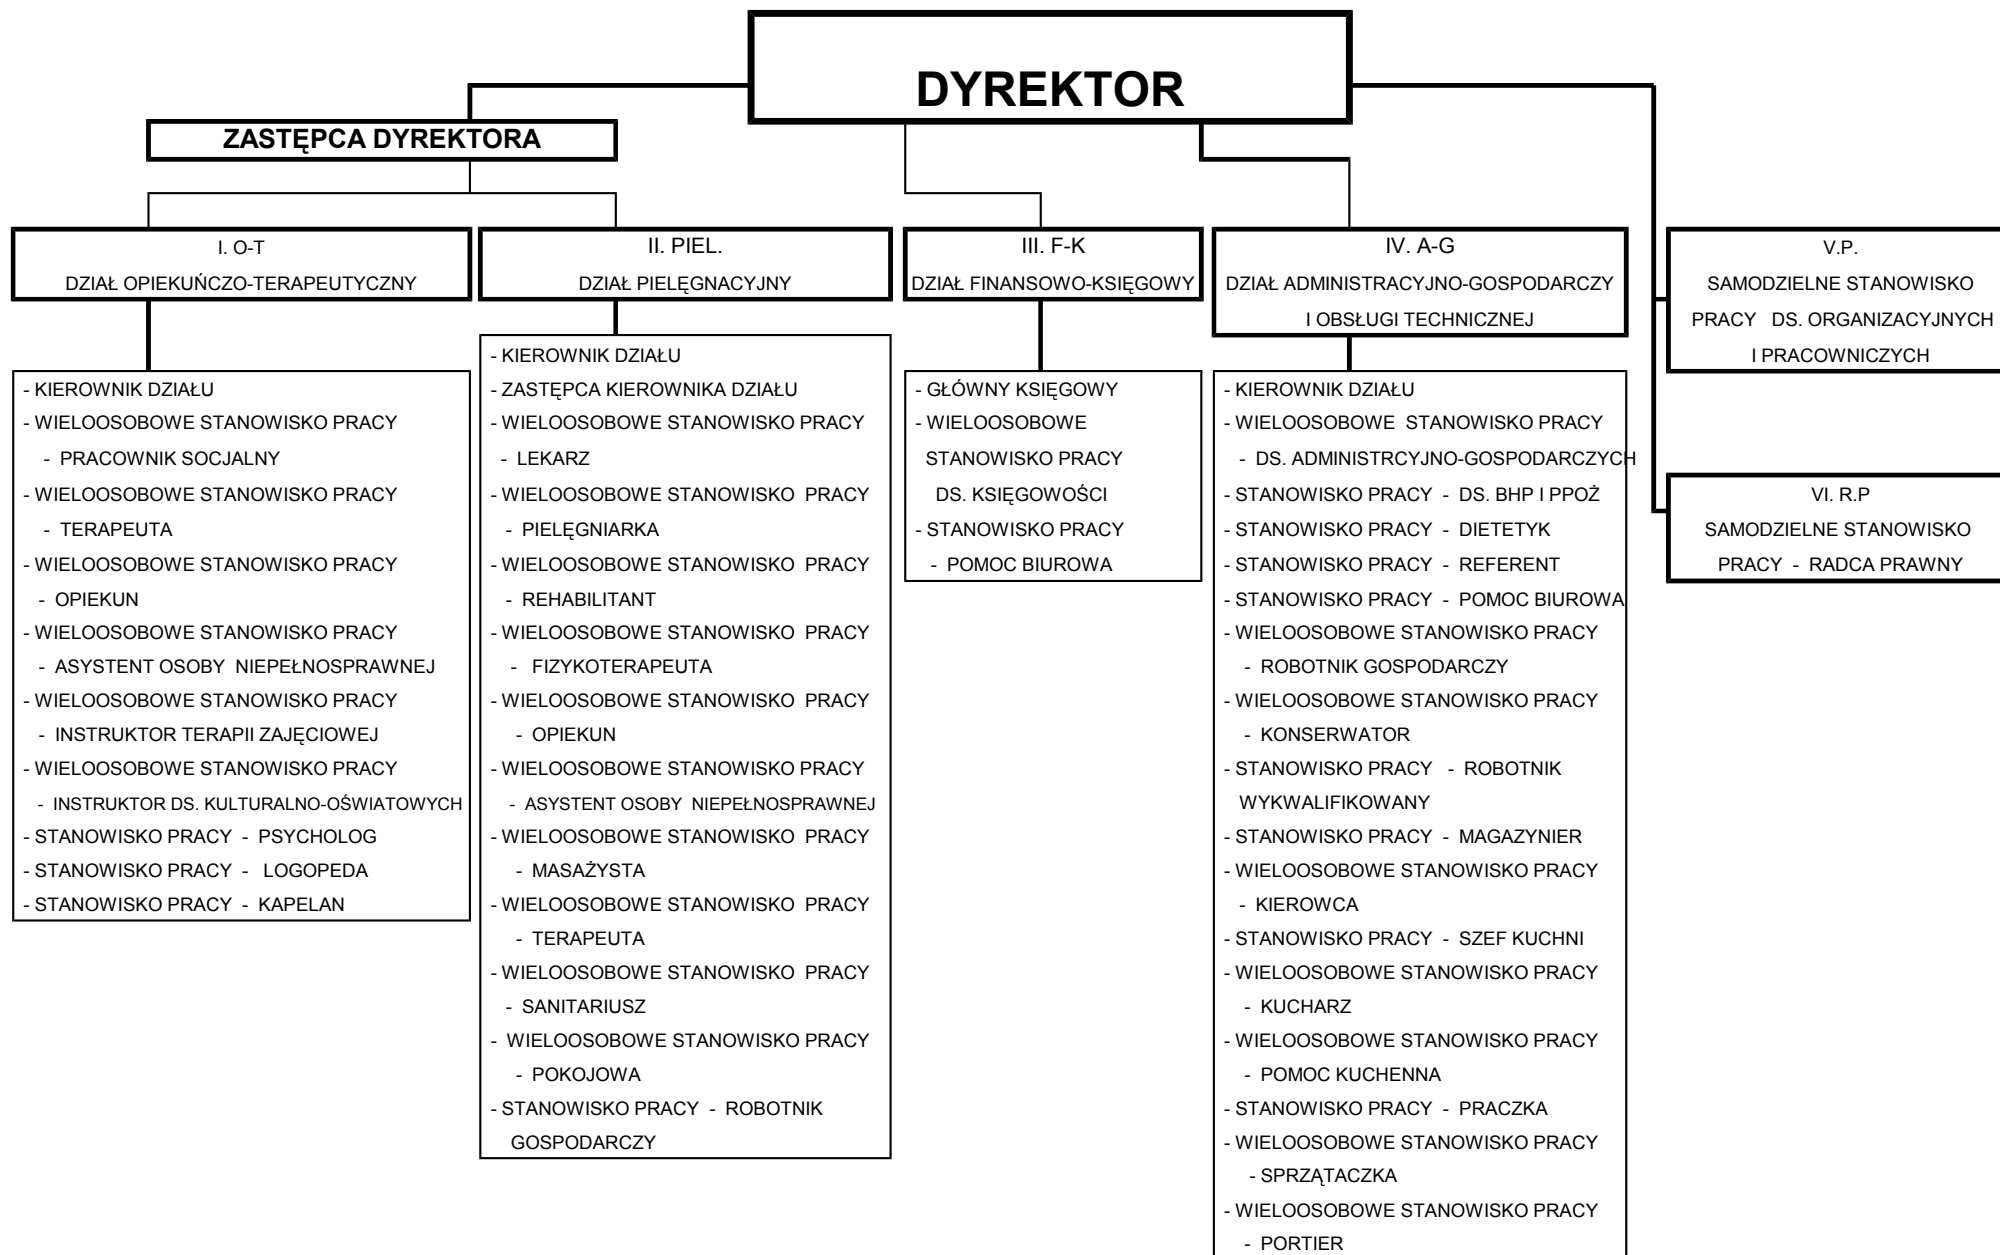 DYREKTOR
ZASTĘPCA DYREKTORA
I. O-T
DZIAŁ OPIEKUŃCZO-TERAPEUTYCZNY
- KIEROWNIK DZIAŁU
- WIELOOSOBOWE STANOWISKO PRACY
- PRACOWNIK SOCJALNY
- WIELOOSOBOWE STANOWISKO PRACY
- TERAPEUTA
- WIELOOSOBOWE STANOWISKO PRACY
- OPIEKUN
- WIELOOSOBOWE STANOWISKO PRACY
- ASYSTENT OSOBY NIEPEŁNOSPRAWNEJ
- WIELOOSOBOWE STANOWISKO PRACY
- INSTRUKTOR TERAPII ZAJĘCIOWEJ
- WIELOOSOBOWE STANOWISKO PRACY
- INSTRUKTOR DS. KULTURALNO-OŚWIATOWYCH
- STANOWISKO PRACY - PSYCHOLOG
- STANOWISKO PRACY - LOGOPEDA
- STANOWISKO PRACY - KAPELAN
II. PIEL.
DZIAŁ PIELĘGNACYJNY
- KIEROWNIK DZIAŁU
- ZASTĘPCA KIEROWNIKA DZIAŁU
- WIELOOSOBOWE STANOWISKO PRACY
- LEKARZ
- WIELOOSOBOWE STANOWISKO PRACY
- PIELĘGNIARKA
- WIELOOSOBOWE STANOWISKO PRACY
- REHABILITANT
- WIELOOSOBOWE STANOWISKO PRACY
- FIZYKOTERAPEUTA
- WIELOOSOBOWE STANOWISKO PRACY
- OPIEKUN
- WIELOOSOBOWE STANOWISKO PRACY
- ASYSTENT OSOBY NIEPEŁNOSPRAWNEJ
- WIELOOSOBOWE STANOWISKO PRACY
- MASAŻYSTA
- WIELOOSOBOWE STANOWISKO PRACY
- TERAPEUTA
- WIELOOSOBOWE STANOWISKO PRACY
- SANITARIUSZ
- WIELOOSOBOWE STANOWISKO PRACY
- POKOJOWA
- STANOWISKO PRACY - ROBOTNIK
GOSPODARCZY
III. F-K
DZIAŁ FINANSOWO-KSIĘGOWY
- GŁÓWNY KSIĘGOWY
- WIELOOSOBOWE
STANOWISKO PRACY
DS. KSIĘGOWOŚCI
- STANOWISKO PRACY
- POMOC BIUROWA
IV. A-G
DZIAŁ ADMINISTRACYJNO-GOSPODARCZY
I OBSŁUGI TECHNICZNEJ
- KIEROWNIK DZIAŁU
- WIELOOSOBOWE STANOWISKO PRACY
- DS. ADMINISTRCYJNO-GOSPODARCZYCH
- STANOWISKO PRACY - DS. BHP I PPOŻ
- STANOWISKO PRACY - DIETETYK
- STANOWISKO PRACY - REFERENT
- STANOWISKO PRACY - POMOC BIUROWA
- WIELOOSOBOWE STANOWISKO PRACY
- ROBOTNIK GOSPODARCZY
- WIELOOSOBOWE STANOWISKO PRACY
- KONSERWATOR
- STANOWISKO PRACY - ROBOTNIK
WYKWALIFIKOWANY
- STANOWISKO PRACY - MAGAZYNIER
- WIELOOSOBOWE STANOWISKO PRACY
- KIEROWCA
- STANOWISKO PRACY - SZEF KUCHNI
- WIELOOSOBOWE STANOWISKO PRACY
- KUCHARZ
- WIELOOSOBOWE STANOWISKO PRACY
- POMOC KUCHENNA
- STANOWISKO PRACY - PRACZKA
- WIELOOSOBOWE STANOWISKO PRACY
- SPRZĄTACZKA
- WIELOOSOBOWE STANOWISKO PRACY
- PORTIER
V.P.
SAMODZIELNE STANOWISKO
PRACY DS. ORGANIZACYJNYCH
I PRACOWNICZYCH
VI. R.P
SAMODZIELNE STANOWISKO
PRACY - RADCA PRAWNY